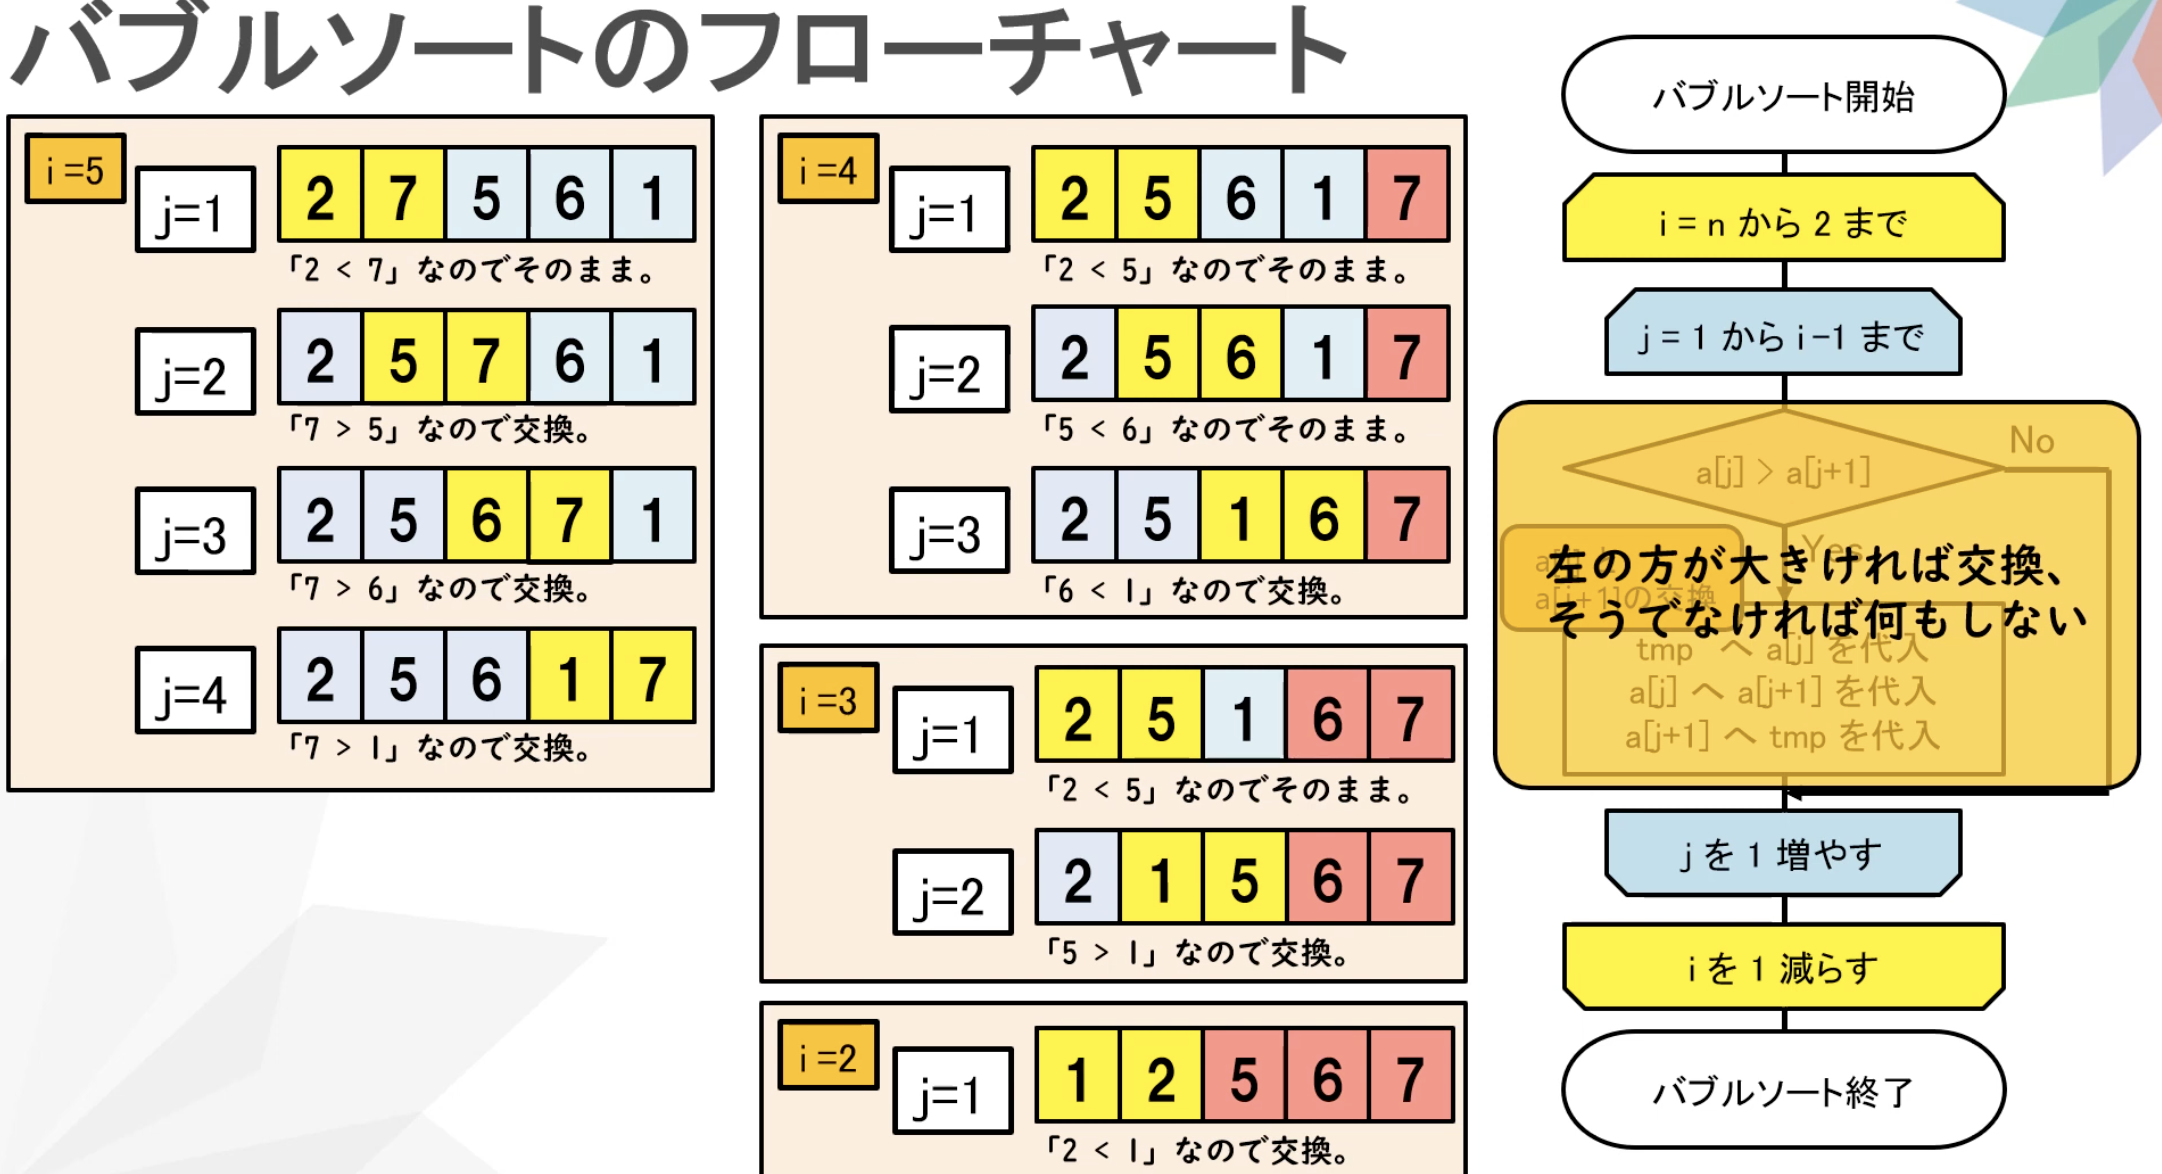 バブルソートのフローチャート
i =5
j=1
2 7 5 6 1
「2 < 7」なのでそのまま。
j=2
2 5 7 6 1
「7 > 5」なので交換。
j=3
2 5 6 7 1
「7 > 6」なので交換。
j=4
2 5 6 1 7
「7 > 1」なので交換。
i =4
j=1
2 5 6 1 7
「2 < 5」なのでそのまま。
j=2
2 5 6 1 7
「5 < 6」なのでそのまま。
j=3
2 5 1 6 7
「6 < 1」なので交換。
i =3
j=1
2 5 1 6 7
「2 < 5」なのでそのまま。
j=2
2 1 5 6 7
「5 > 1」なので交換。
i =2
j=1
1 2 5 6 7
「2 < 1」なので交換。
バブルソート開始
i = n から 2 まで
j = 1 から i-1 まで
a[j] > a[j+1]
No
Yes
a[j+1]の交換
左の方が大きければ交換、
そうでなければ何もしない
tmp へ a[j] を代入
a[j] へ a[j+1] を代入
a[j+1] へ tmp を代入
j を 1 増やす
i を 1 減らす
バブルソート終了